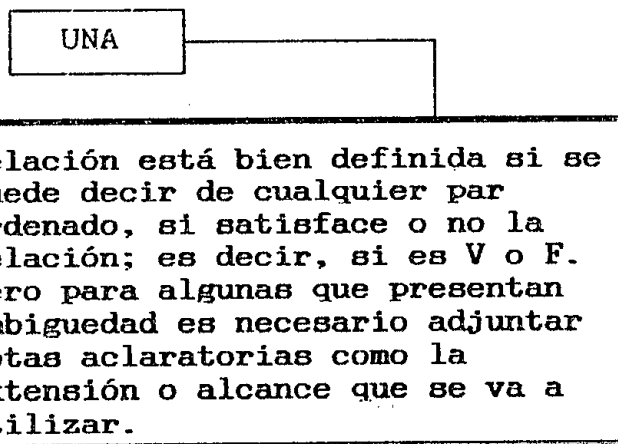 UNA
elación está bien definida si se
uede decir de cualquier par
rdenado, si satisface o no la
elación; es decir, si es V o F.
ero para algunas que presentan
biguedad es necesario adjuntar
tas aclaratorias como la
xtensión o alcance que se va a
ilizar.